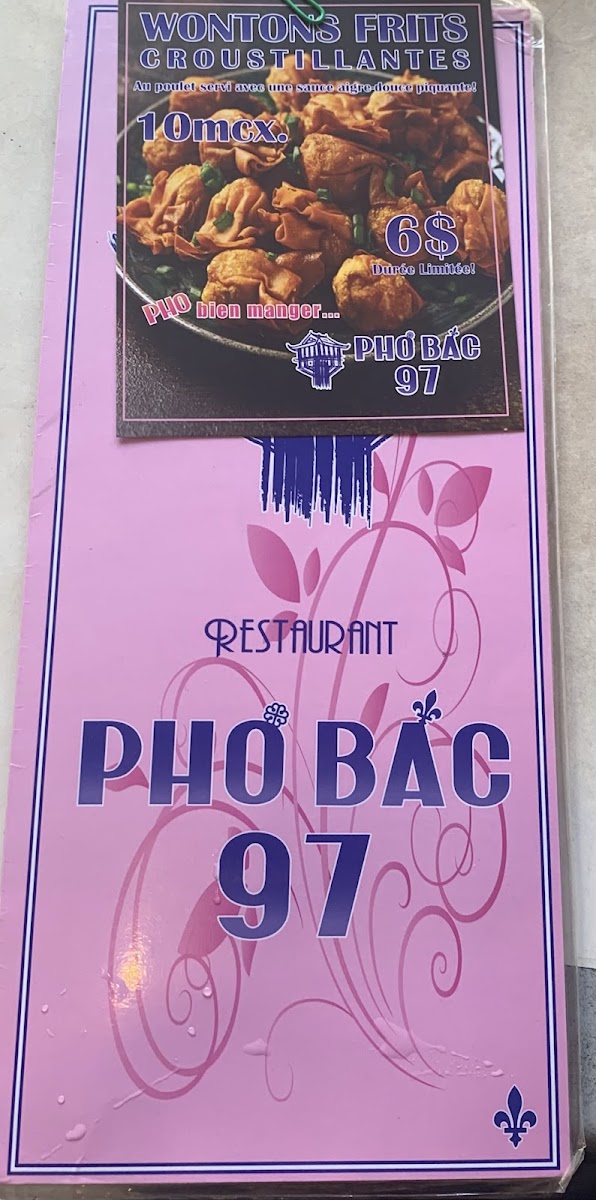 WONTONS FRITS
CROUSTILLANTES
Au poulet servi avec une sauce aigre-douce piquante!
10mcx.
6$
Durée Limitée!
PHO bien manger...
PHỞ BẮC
97
RESTAURANT
PHỞ BẮC
97